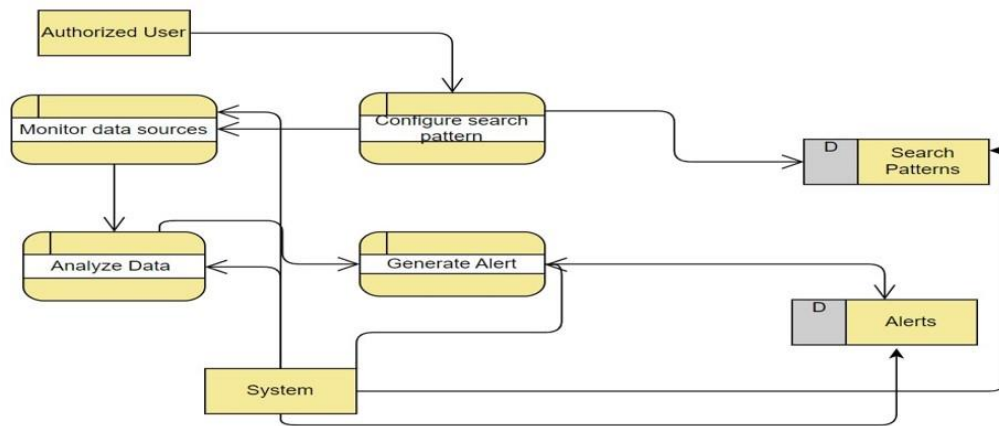 Authorized User
Monitor data sources
Configure search
pattern
D
Search
Patterns
Analyze Data
Generate Alert
D
Alerts
System